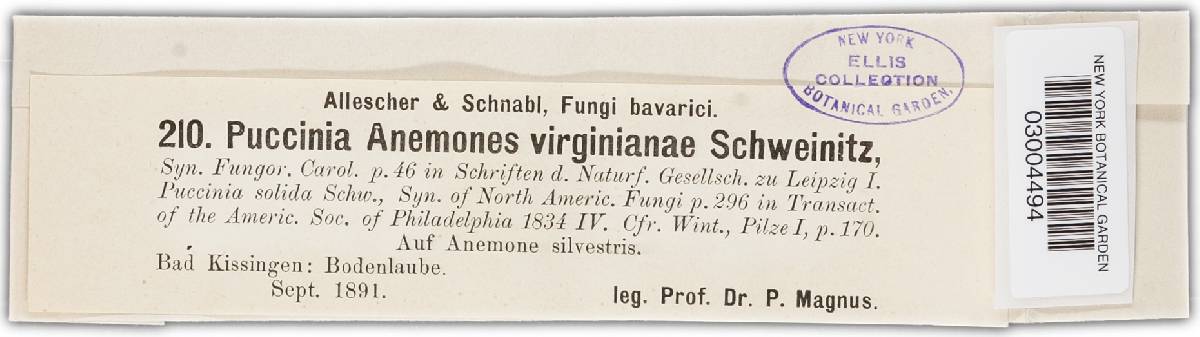 NEW YORK
ELLIS
COLLECTION
BOTANICAL GARDEN.
Allescher & Schnabl, Fungi bavarici.
210. Puccinia Anemones virginianae Schweinitz,
Syn. Fungor. Carol. p. 46 in Schriften d. Naturf. Gesellsch. zu Leipzig I.
Puccinia solida Schw., Syn. of North Americ. Fungi p. 296 in Transact.
of the Americ. Soc. of Philadelphia 1834 IV. Cfr. Wint., Pilze I, p. 170.
Auf Anemone silvestris.
Bad Kissingen: Bodenlaube.
Sept. 1891.
leg. Prof. Dr. P. Magnus.
NEW YORK BOTANICAL GARDEN
03004494